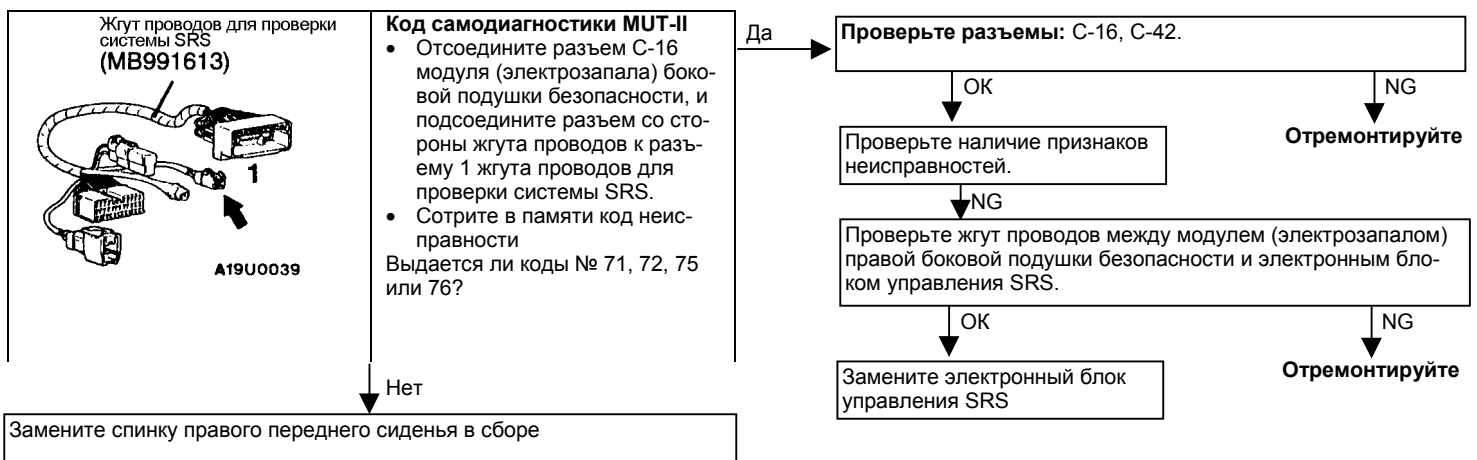 Жгут проводов для проверки
системы SRS
(MB991613)
1
A19U0039
Код самодиагностики MUT-II
• Отсоедините разъем С-16
модуля (электрозапала) боко-
вой подушки безопасности, и
подсоедините разъем со сто-
роны жгута проводов к разъ-
ему 1 жгута проводов для
проверки системы SRS.
• Сотрите в памяти код неис-
правности
Выдается ли коды № 71, 72, 75
или 76?
Да
Проверьте разъемы: С-16, С-42.
ОК
NG
Отремонтируйте
Проверьте наличие признаков
неисправностей.
NG
Проверьте жгут проводов между модулем (электрозапалом)
правой боковой подушки безопасности и электронным бло-
ком управления SRS.
ОК
NG
Отремонтируйте
Замените электронный блок
управления SRS
Нет
Замените спинку правого переднего сиденья в сборе